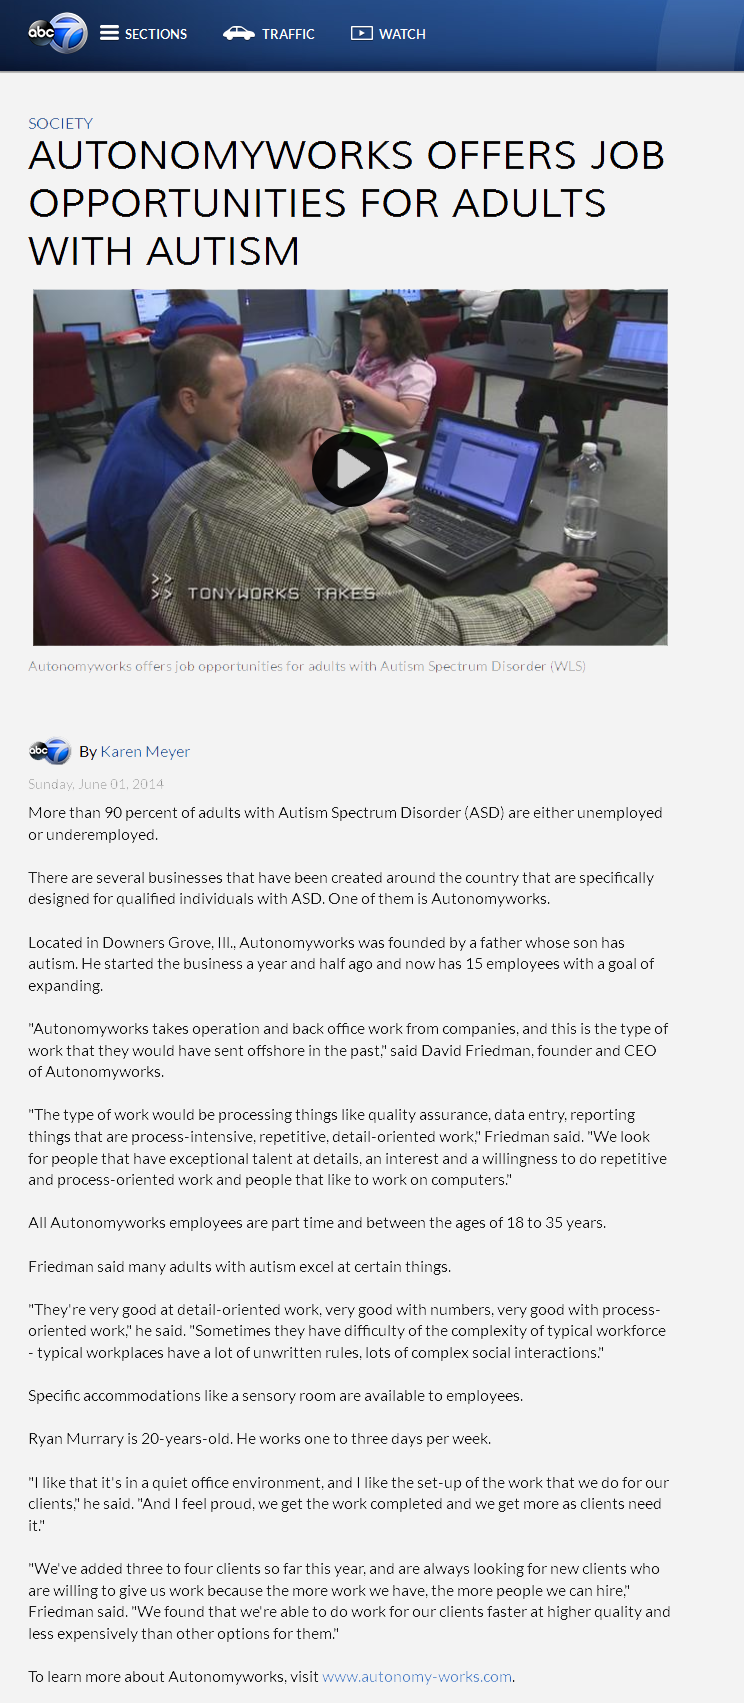 abc 7 SECTIONS TRAFFIC WATCH
SOCIETY
AUTONOMYWORKS OFFERS JOB
OPPORTUNITIES FOR ADULTS
WITH AUTISM
>>
>> TONYWORKS TAKES
Autonomyworks offers job opportunities for adults with Autism Spectrum Disorder (WLS)
abc 7 By Karen Meyer
Sunday, June 01, 2014
More than 90 percent of adults with Autism Spectrum Disorder (ASD) are either unemployed
or underemployed.
There are several businesses that have been created around the country that are specifically
designed for qualified individuals with ASD. One of them is Autonomyworks.
Located in Downers Grove, Ill., Autonomyworks was founded by a father whose son has
autism. He started the business a year and half ago and now has 15 employees with a goal of
expanding.
"Autonomyworks takes operation and back office work from companies, and this is the type of
work that they would have sent offshore in the past," said David Friedman, founder and CEO
of Autonomyworks.
"The type of work would be processing things like quality assurance, data entry, reporting
things that are process-intensive, repetitive, detail-oriented work," Friedman said. "We look
for people that have exceptional talent at details, an interest and a willingness to do repetitive
and process-oriented work and people that like to work on computers."
All Autonomyworks employees are part time and between the ages of 18 to 35 years.
Friedman said many adults with autism excel at certain things.
"They're very good at detail-oriented work, very good with numbers, very good with process-
oriented work," he said. "Sometimes they have difficulty of the complexity of typical workforce
- typical workplaces have a lot of unwritten rules, lots of complex social interactions."
Specific accommodations like a sensory room are available to employees.
Ryan Murrary is 20-years-old. He works one to three days per week.
"I like that it's in a quiet office environment, and I like the set-up of the work that we do for our
clients," he said. "And I feel proud, we get the work completed and we get more as clients need
it."
"We've added three to four clients so far this year, and are always looking for new clients who
are willing to give us work because the more work we have, the more people we can hire,"
Friedman said. "We found that we're able to do work for our clients faster at higher quality and
less expensively than other options for them."
To learn more about Autonomyworks, visit www.autonomy-works.com.